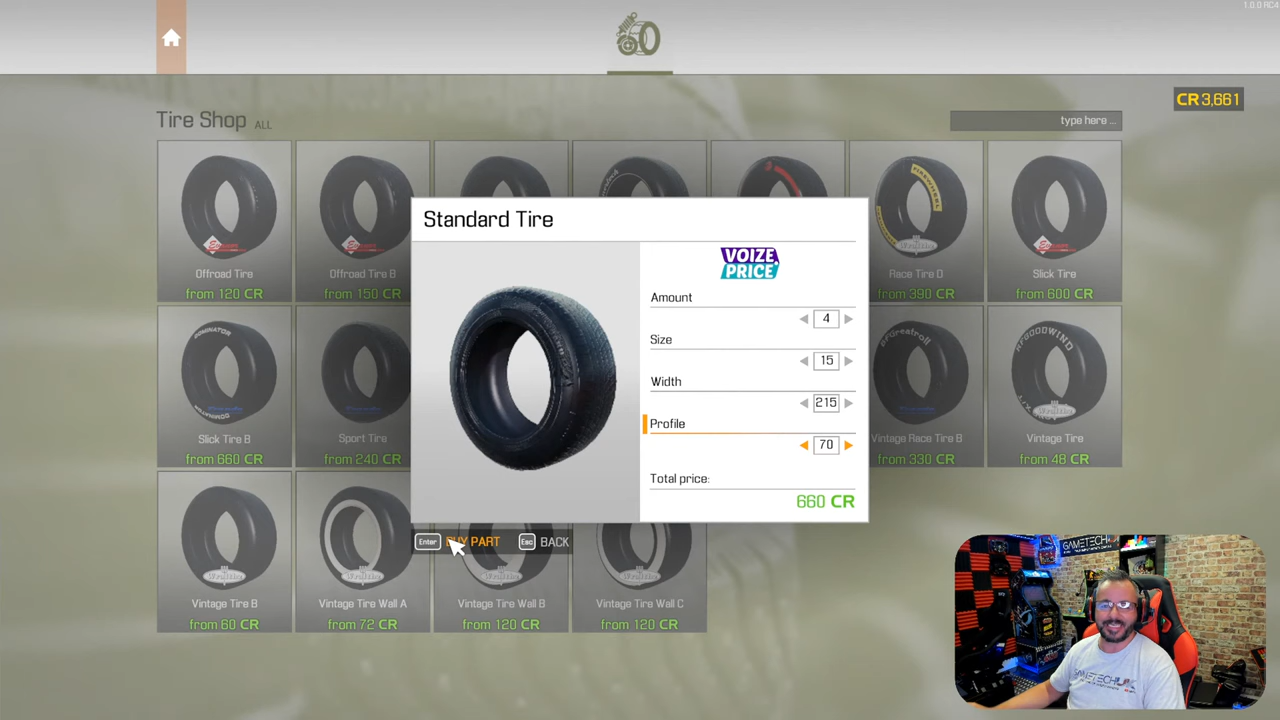 1.0.0 RC4
CR 3,661
Tire Shop ALL
type here ...
Offroad Tire
from 120 CR
Offroad Tire B
from 150 CR
Race Tire D
from 390 CR
Slick Tire
from 600 CR
Standard Tire
VOIZE
PRICE
Amount
4
Size
15
Width
215
Profile
70
Total price:
660 CR
Enter BUY PART Esc BACK
DOMINATOR
Slick Tire B
from 660 CR
Sport Tire
from 240 CR
Vintage Race Tire B
from 330 CR
Vintage Tire
from 48 CR
Vintage Tire B
from 60 CR
Vintage Tire Wall A
from 72 CR
Vintage Tire Wall B
from 120 CR
Vintage Tire Wall C
from 120 CR
GAMETECHUK